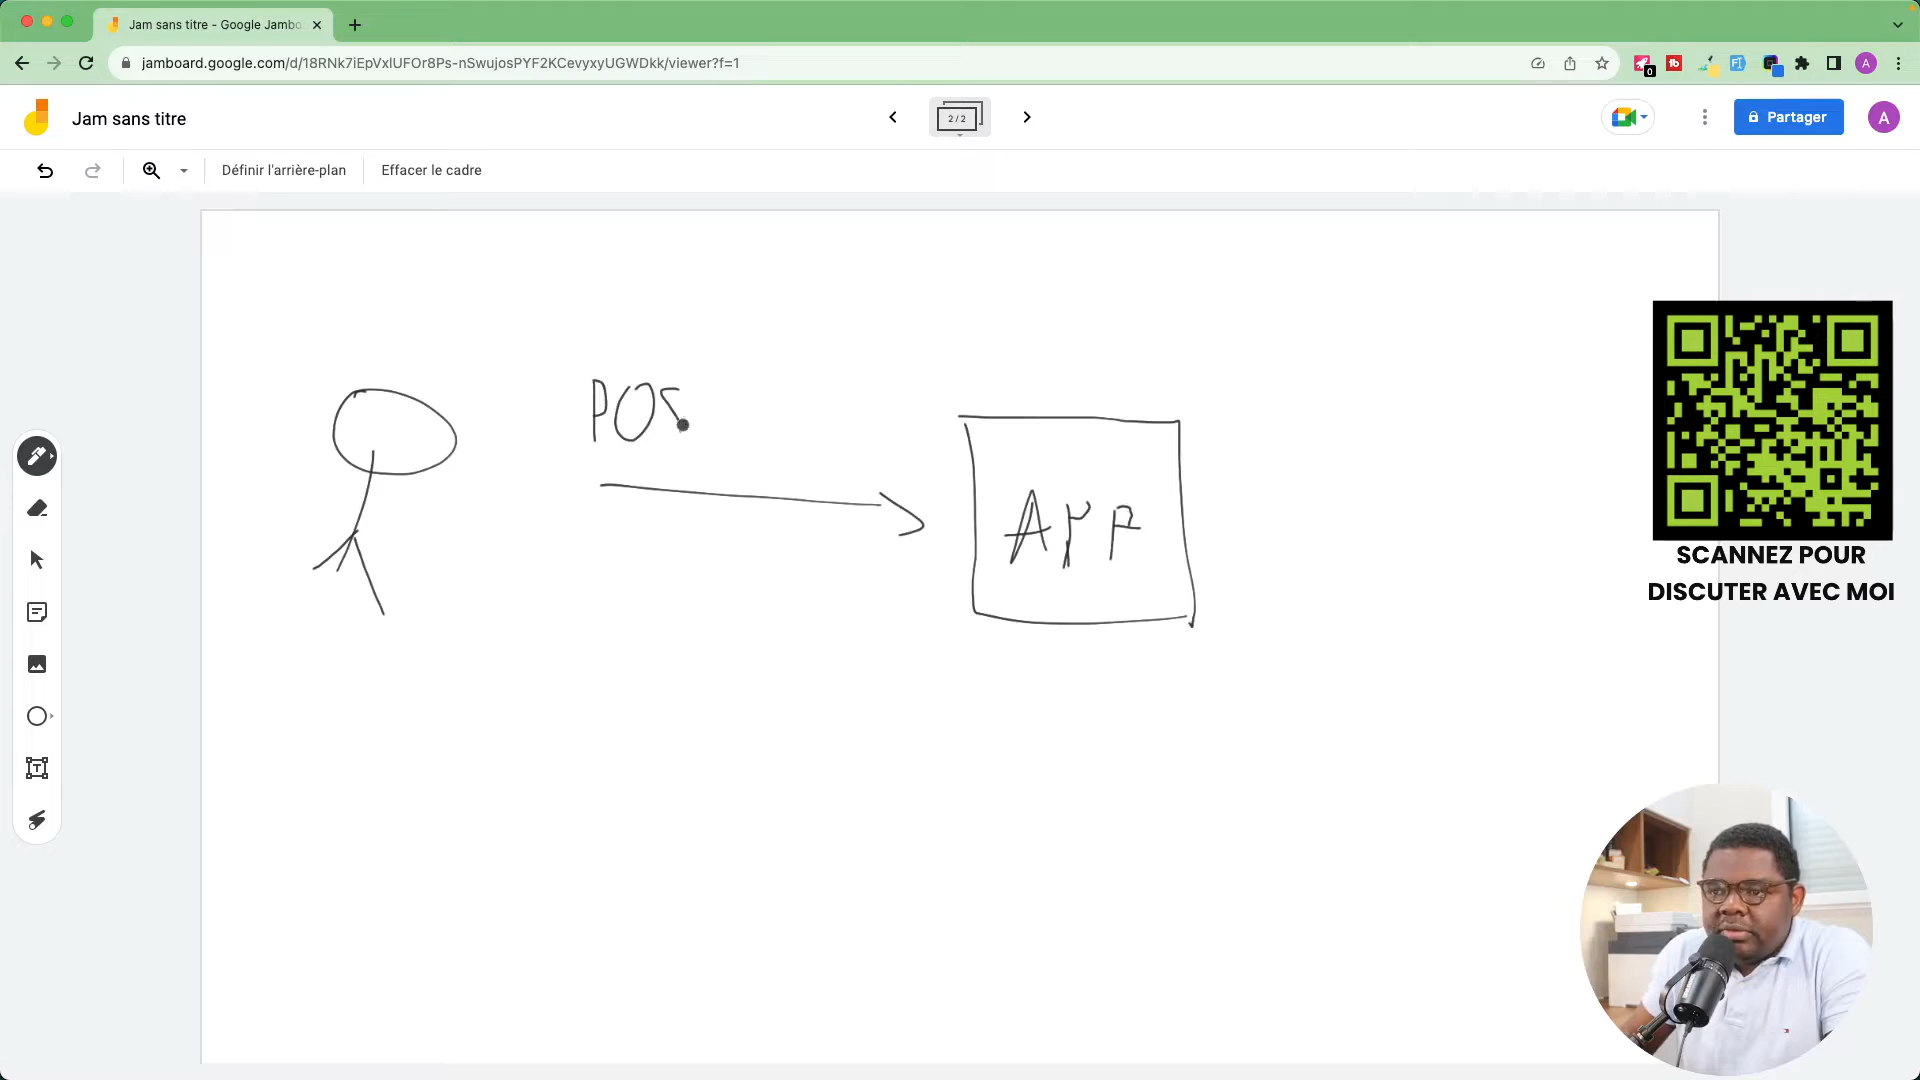 Jam sans titre - Google Jambo
jamboard.google.com/d/18RNk7iEpVxlUFOr8Ps-nSwujosPYF2KCevyxyUGWDkk/viewer?f=1
0
A
Jam sans titre
2 / 2
Partager
A
Définir l'arrière-plan
Effacer le cadre
POS
APP
SCANNEZ POUR
DISCUTER AVEC MOI